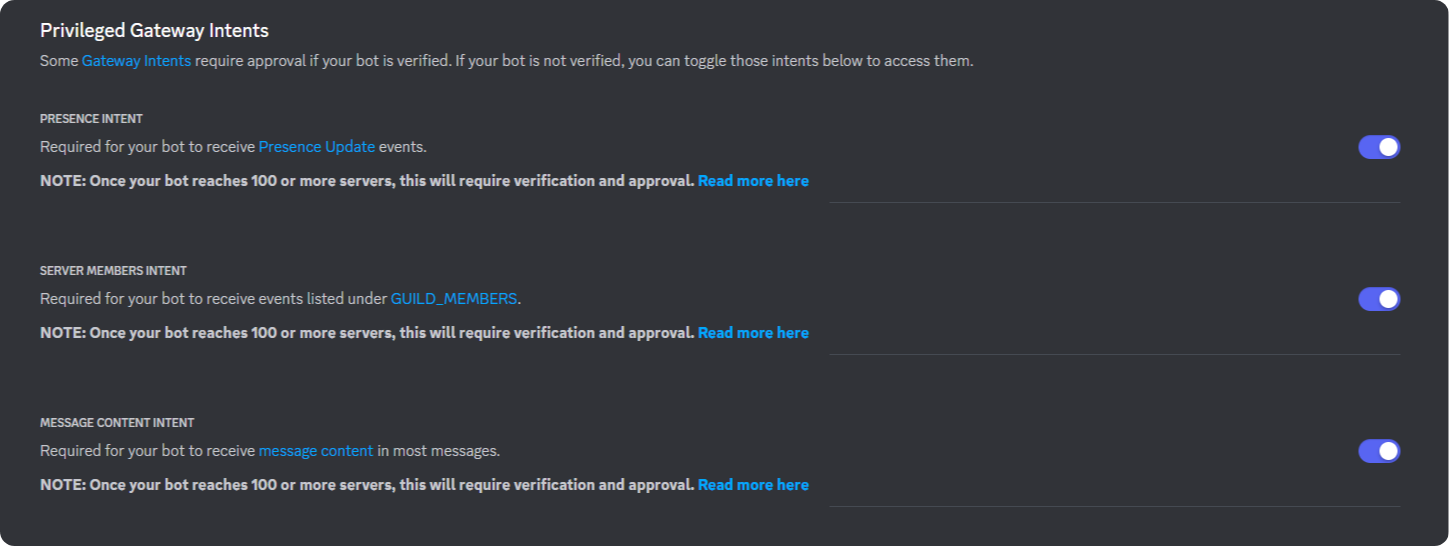 Privileged Gateway Intents
Some Gateway Intents require approval if your bot is verified. If your bot is not verified, you can toggle those intents below to access them.
PRESENCE INTENT
Required for your bot to receive Presence Update events.
NOTE: Once your bot reaches 100 or more servers, this will require verification and approval. Read more here
SERVER MEMBERS INTENT
Required for your bot to receive events listed under GUILD_MEMBERS.
NOTE: Once your bot reaches 100 or more servers, this will require verification and approval. Read more here
MESSAGE CONTENT INTENT
Required for your bot to receive message content in most messages.
NOTE: Once your bot reaches 100 or more servers, this will require verification and approval. Read more here